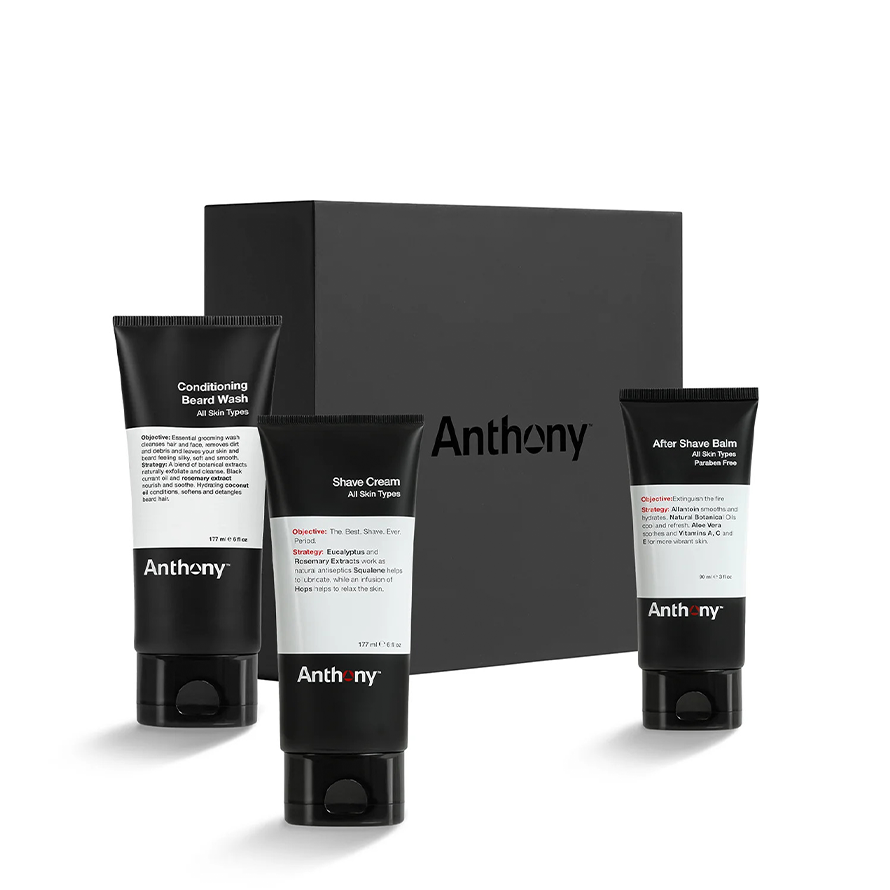 Conditioning
Beard Wash
All Skin Types
Objective: Essential grooming wash
cleanses hair and face, removes dirt
and debris and leaves your skin and
beard feeling silky, soft and smooth.
Strategy: A blend of botanical extracts
naturally exfoliate and cleanse. Black
currant oil and rosemary extract
nourish and soothe. Hydrating coconut
oil conditions, softens and detangles
beard hair.
177 ml e 6 fl oz
Anthony™
Shave Cream
All Skin Types
Objective: The. Best. Shave. Ever.
Period.
Strategy: Eucalyptus and
Rosemary Extracts work as
natural antiseptics Squalene helps
to lubricate, while an infusion of
Hops helps to relax the skin.
177 ml e 6 fl oz
Anthony™
Anthony™
After Shave Balm
All Skin Types
Paraben Free
Objective: Extinguish the fire
Strategy: Allantoin smooths and
hydrates. Natural Botanical Oils
cool and refresh. Aloe Vera
soothes and Vitamins A, C and
E for more vibrant skin.
90 ml e 3 fl oz
Anthony™